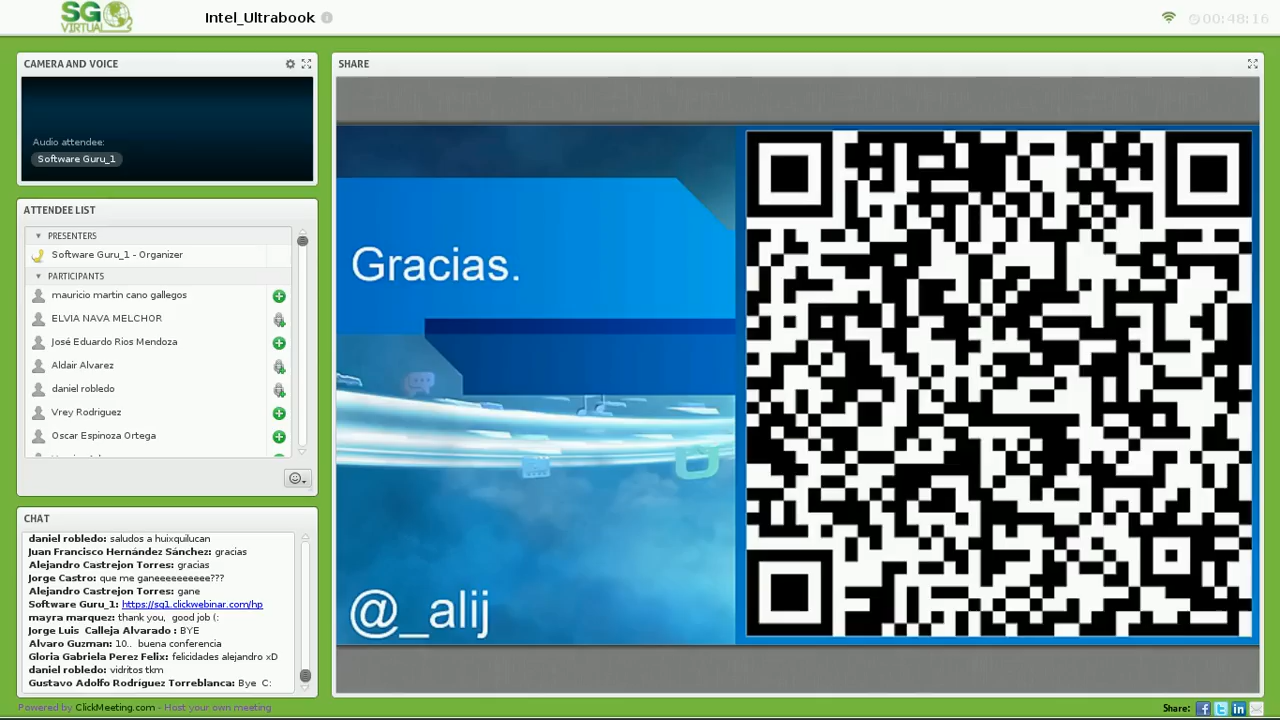 SG
VIRTUAL
Intel_Ultrabook
00:48:16
CAMERA AND VOICE
Audio attendee:
Software Guru_1
ATTENDEE LIST
PRESENTERS
Software Guru_1 - Organizer
PARTICIPANTS
mauricio martin cano gallegos
ELVIA NAVA MELCHOR
José Eduardo Rios Mendoza
Aldair Alvarez
daniel robledo
Vrey Rodriguez
Oscar Espinoza Ortega
CHAT
daniel robledo: saludos a huixquilucan
Juan Francisco Hernández Sánchez: gracias
Alejandro Castrejon Torres: gracias
Jorge Castro: que me ganeeeeeeeeee???
Alejandro Castrejon Torres: gane
Software Guru_1: https://sg1.clickwebinar.com/hp
mayra marquez: thank you, good job (:
Jorge Luis Calleja Alvarado : BYE
Alvaro Guzman: 10.. buena conferencia
Gloria Gabriela Perez Felix: felicidades alejandro xD
daniel robledo: vidritos tkm
Gustavo Adolfo Rodríguez Torreblanca: Bye C:
SHARE
Gracias.
@_alij
Powered by ClickMeeting.com - Host your own meeting
Share: